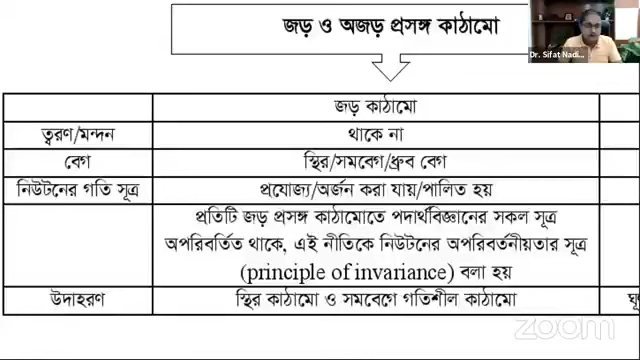 জড় ও অজড় প্রসঙ্গ কাঠামো
Dr. Sifat Nadi...
জড় কাঠামো
ত্বরণ/মন্দন থাকে না
বেগ স্থির/সমবেগ/ধ্রুব বেগ
নিউটনের গতি সূত্র প্রযোজ্য/অর্জন করা যায়/পালিত হয়
প্রতিটি জড় প্রসঙ্গ কাঠামোতে পদার্থবিজ্ঞানের সকল সূত্র
অপরিবর্তিত থাকে, এই নীতিকে নিউটনের অপরিবর্তনীয়তার সূত্র
(principle of invariance) বলা হয়
উদাহরণ স্থির কাঠামো ও সমবেগে গতিশীল কাঠামো
zoom